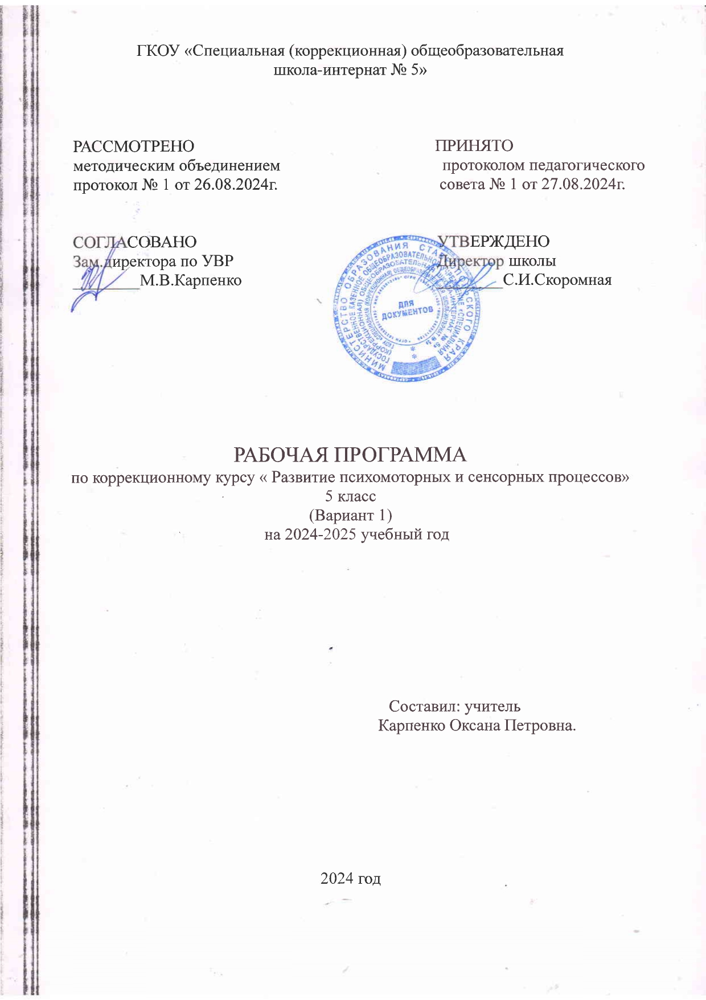 ГКОУ «Специальная (коррекционная) общеобразовательная
школа-интернат № 5»
РАССМОТРЕНО
методическим объединением
протокол № 1 от 26.08.2024г.
ПРИНЯТО
протоколом педагогического
совета № 1 от 27.08.2024г.
СОГЛАСОВАНО
Зам.директора по УВР
________М.В.Карпенко
УТВЕРЖДЕНО
Директор школы
________С.И.Скоромная
МИНИСТЕРСТВО ОБРАЗОВАНИЯ СТАВРОПОЛЬСКОГО КРАЯ
ДЛЯ
ДОКУМЕНТОВ
РАБОЧАЯ ПРОГРАММА
по коррекционному курсу « Развитие психомоторных и сенсорных процессов»
5 класс
(Вариант 1)
на 2024-2025 учебный год
Составил: учитель
Карпенко Оксана Петровна.
2024 год